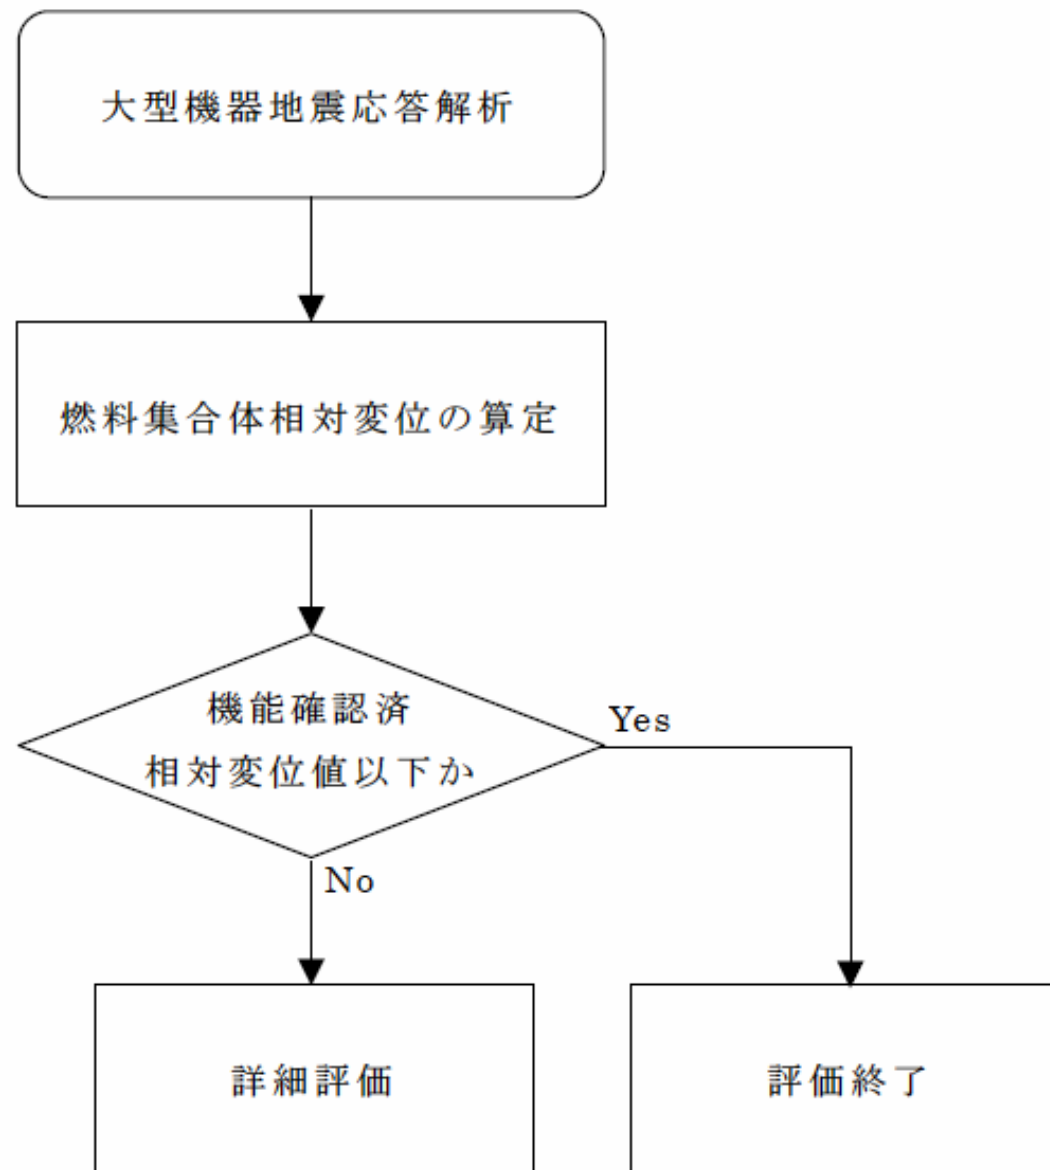 大型機器地震応答解析
燃料集合体相対変位の算定
機能確認済
相対変位値以下か
Yes
No
詳細評価
評価終了